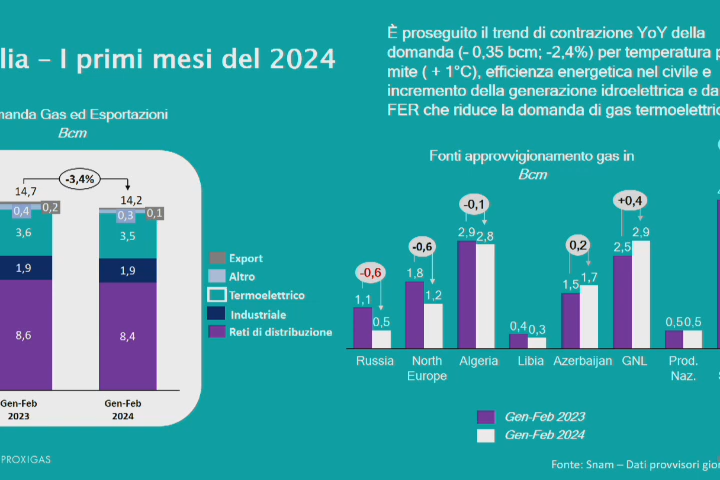 lia – I primi mesi del 2024
È proseguito il trend di contrazione YoY della
domanda (- 0,35 bcm; -2,4%) per temperatura p
mite ( + 1°C), efficienza energetica nel civile e
incremento della generazione idroelettrica e da
FER che riduce la domanda di gas termoelettric
manda Gas ed Esportazioni
Bcm
-3,4%
14,7
14,2
0,4
0,2
0,3
0,1
3,6
3,5
1,9
1,9
8,6
8,4
Gen-Feb
2023
Gen-Feb
2024
Export
Altro
Termoelettrico
Industriale
Reti di distribuzione
Fonti approvvigionamento gas in
Bcm
-0,6
-0,6
-0,1
0,2
+0,4
1,1
0,5
1,8
1,2
2,9
2,8
0,4
0,3
1,5
1,7
2,5
2,9
0,5
0,5
Russia
North
Europe
Algeria
Libia
Azerbaijan
GNL
Prod.
Naz.
Gen-Feb 2023
Gen-Feb 2024
PROXIGAS
Fonte: Snam – Dati provvisori gior